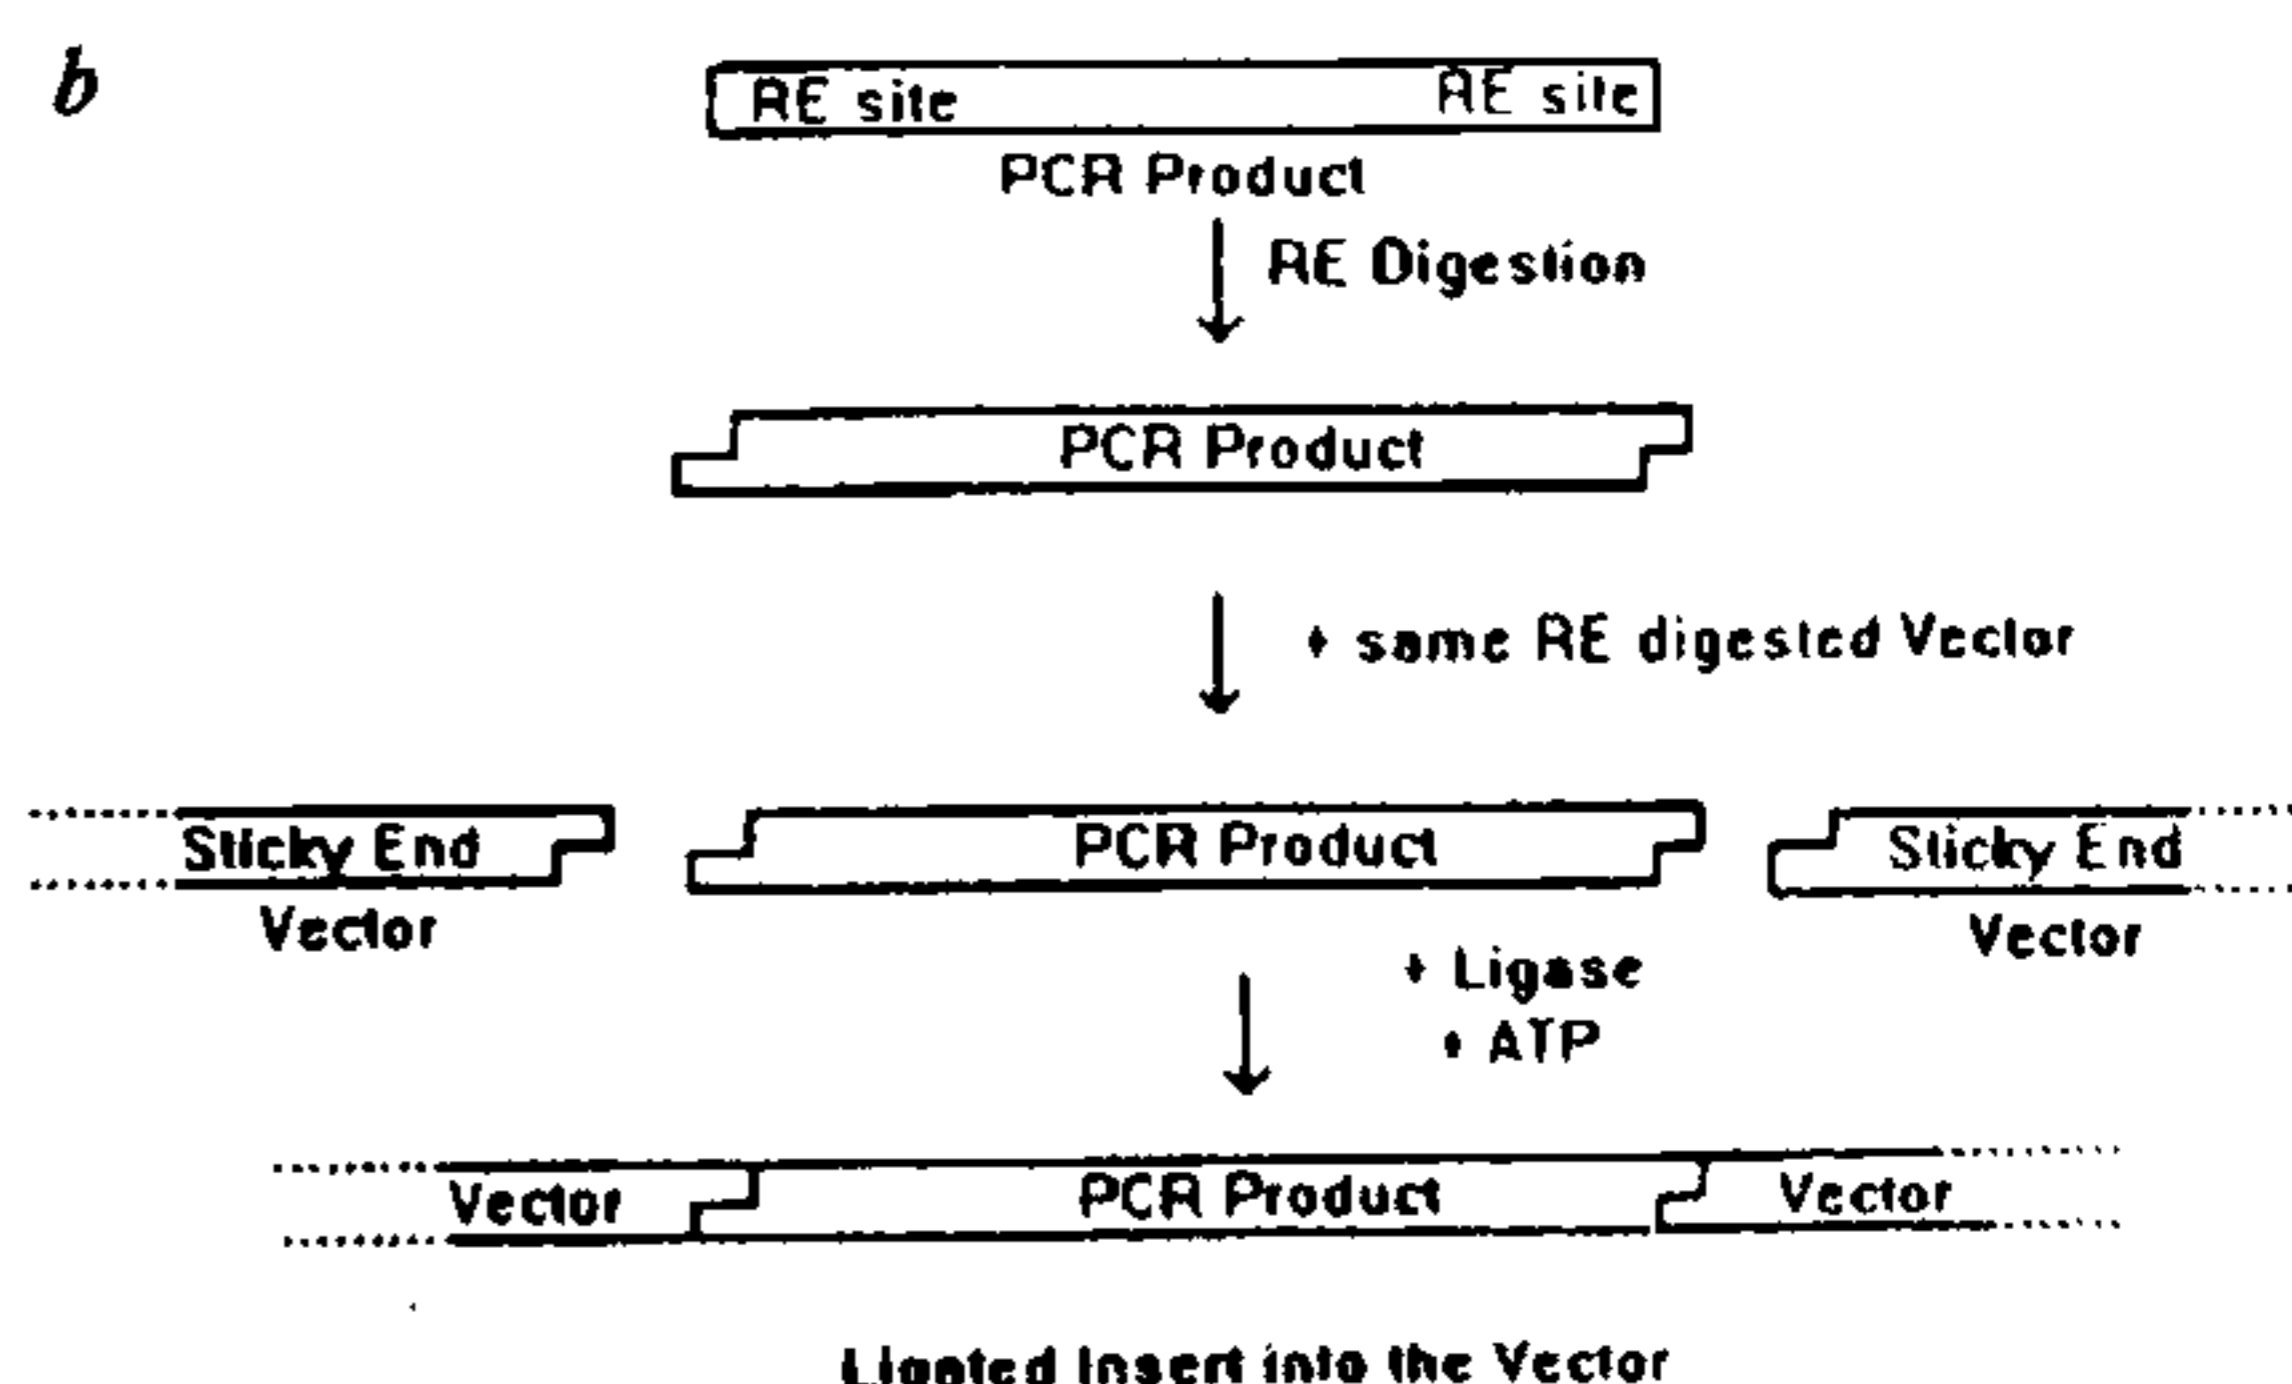 b
RE site RE site
PCR Product
RE Digestion
PCR Product
+ same RE digested Vector
Sticky End PCR Product Sticky End
Vector Vector
+ Ligase
+ ATP
Vector PCR Product Vector
Ligated Insert into the Vector